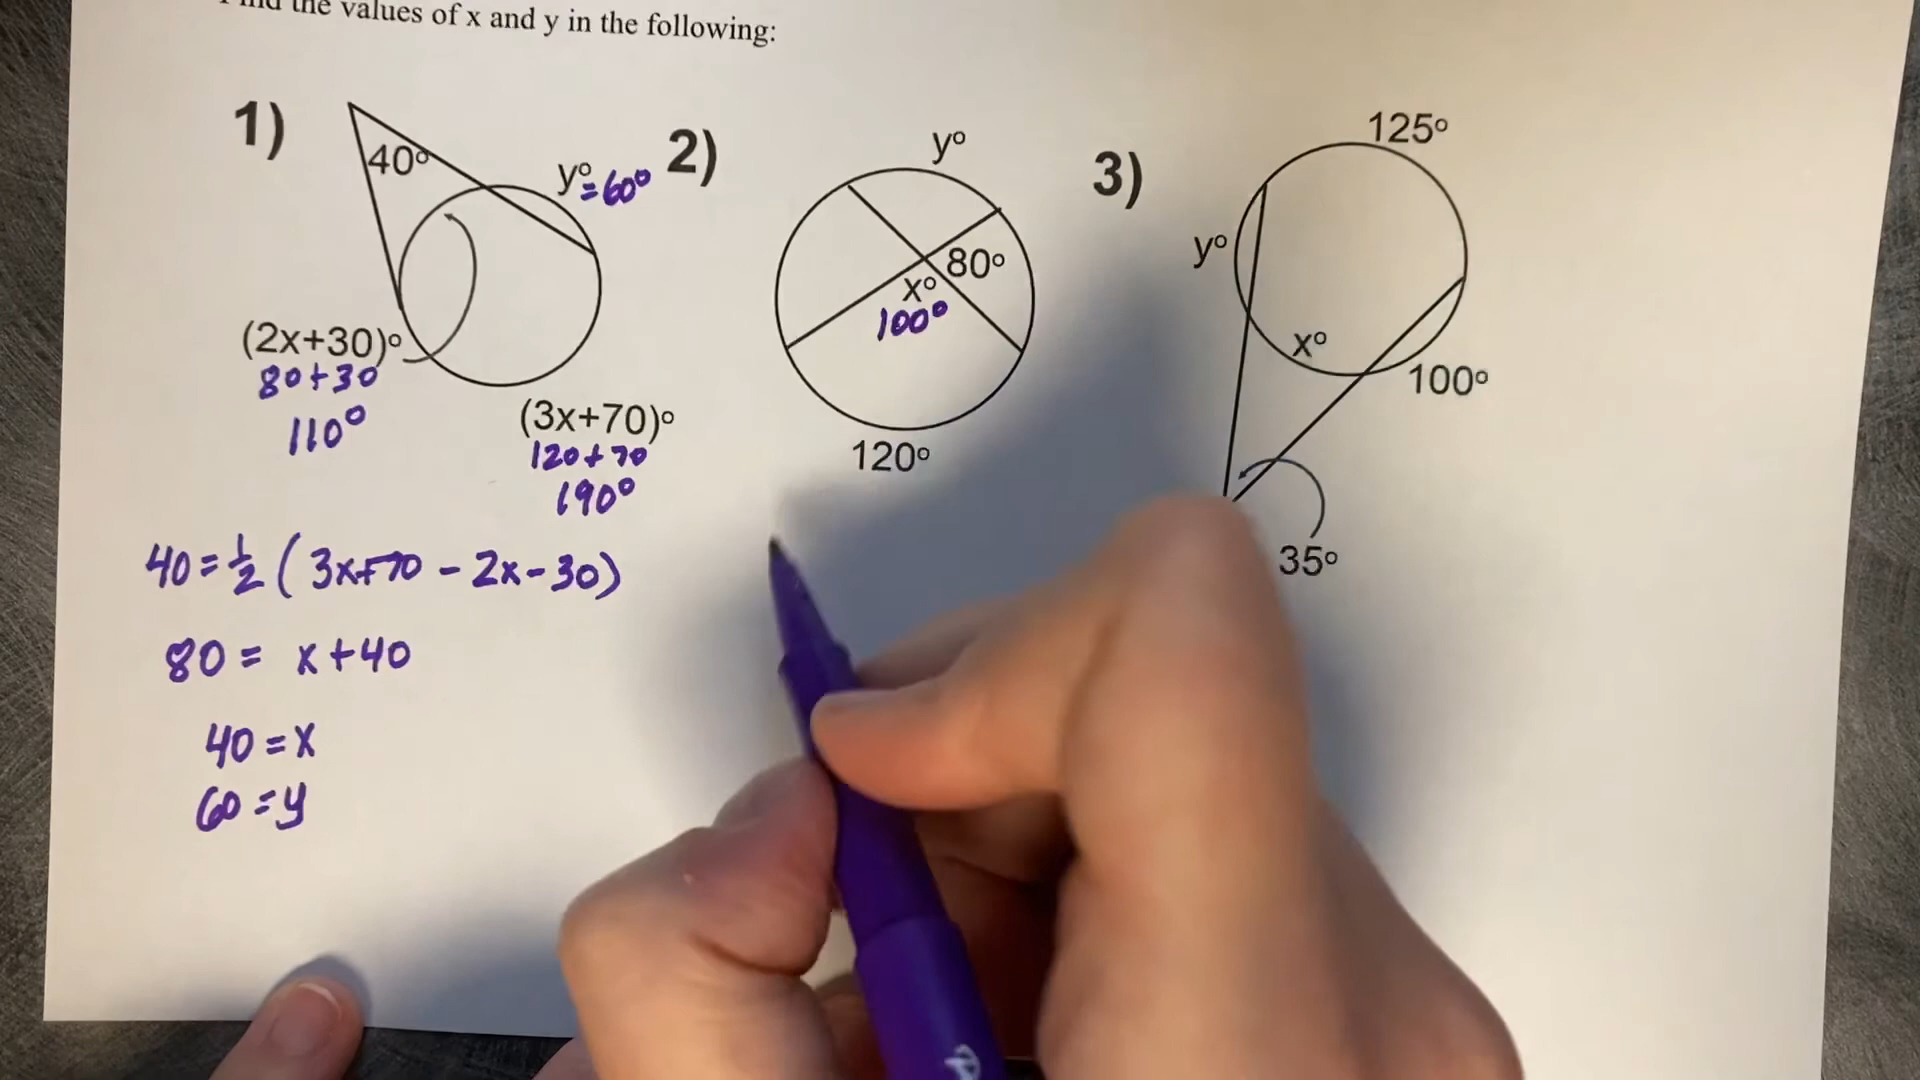 the values of x and y in the following:
1)
40°
y° = 60°
(2x+30)°
80+30
110°
(3x+70)°
120+70
190°
40 = 1/2 ( 3x+70 - 2x - 30)
80 = x+40
40 = x
60 = y
2)
y°
80°
x°
100°
120°
3)
125°
y°
x°
100°
35°